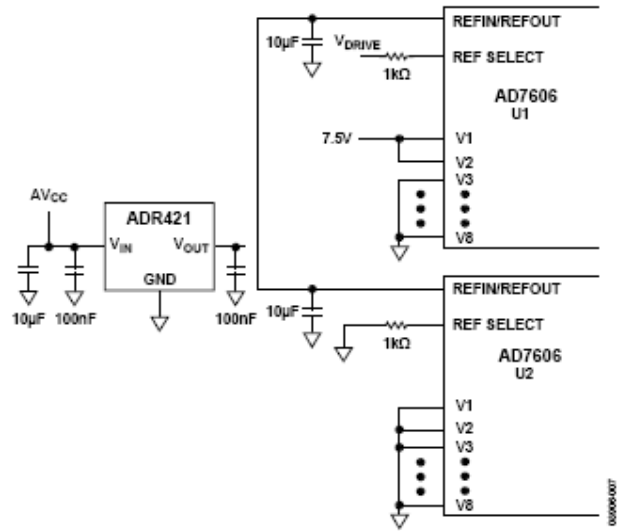 REFIN/REFOUT
10µF
VDRIVE
1kΩ
REF SELECT
AD7606
U1
7.5V
V1
V2
V3
V8
AVCC
ADR421
VIN
VOUT
GND
10µF
100nF
100nF
REFIN/REFOUT
10µF
REF SELECT
1kΩ
AD7606
U2
V1
V2
V3
V8